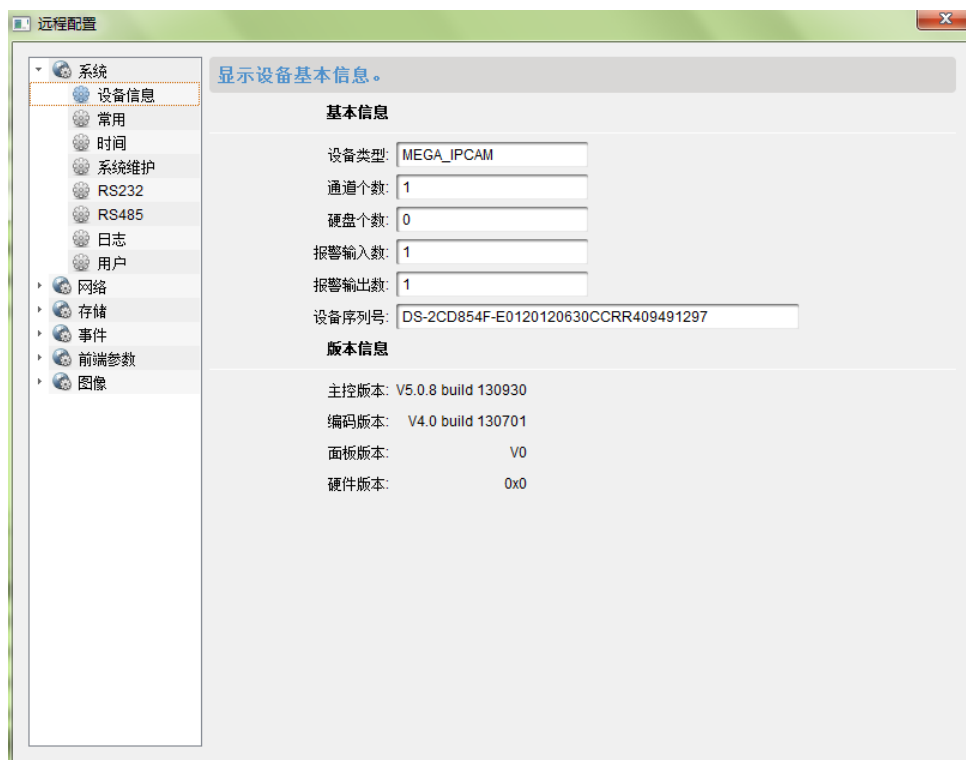 远程配置
系统
设备信息
常用
时间
系统维护
RS232
RS485
日志
用户
网络
存储
事件
前端参数
图像
显示设备基本信息。
基本信息
设备类型: MEGA_IPCAM
通道个数: 1
硬盘个数: 0
报警输入数: 1
报警输出数: 1
设备序列号: DS-2CD854F-E0120120630CCRR409491297
版本信息
主控版本: V5.0.8 build 130930
编码版本: V4.0 build 130701
面板版本: V0
硬件版本: 0x0